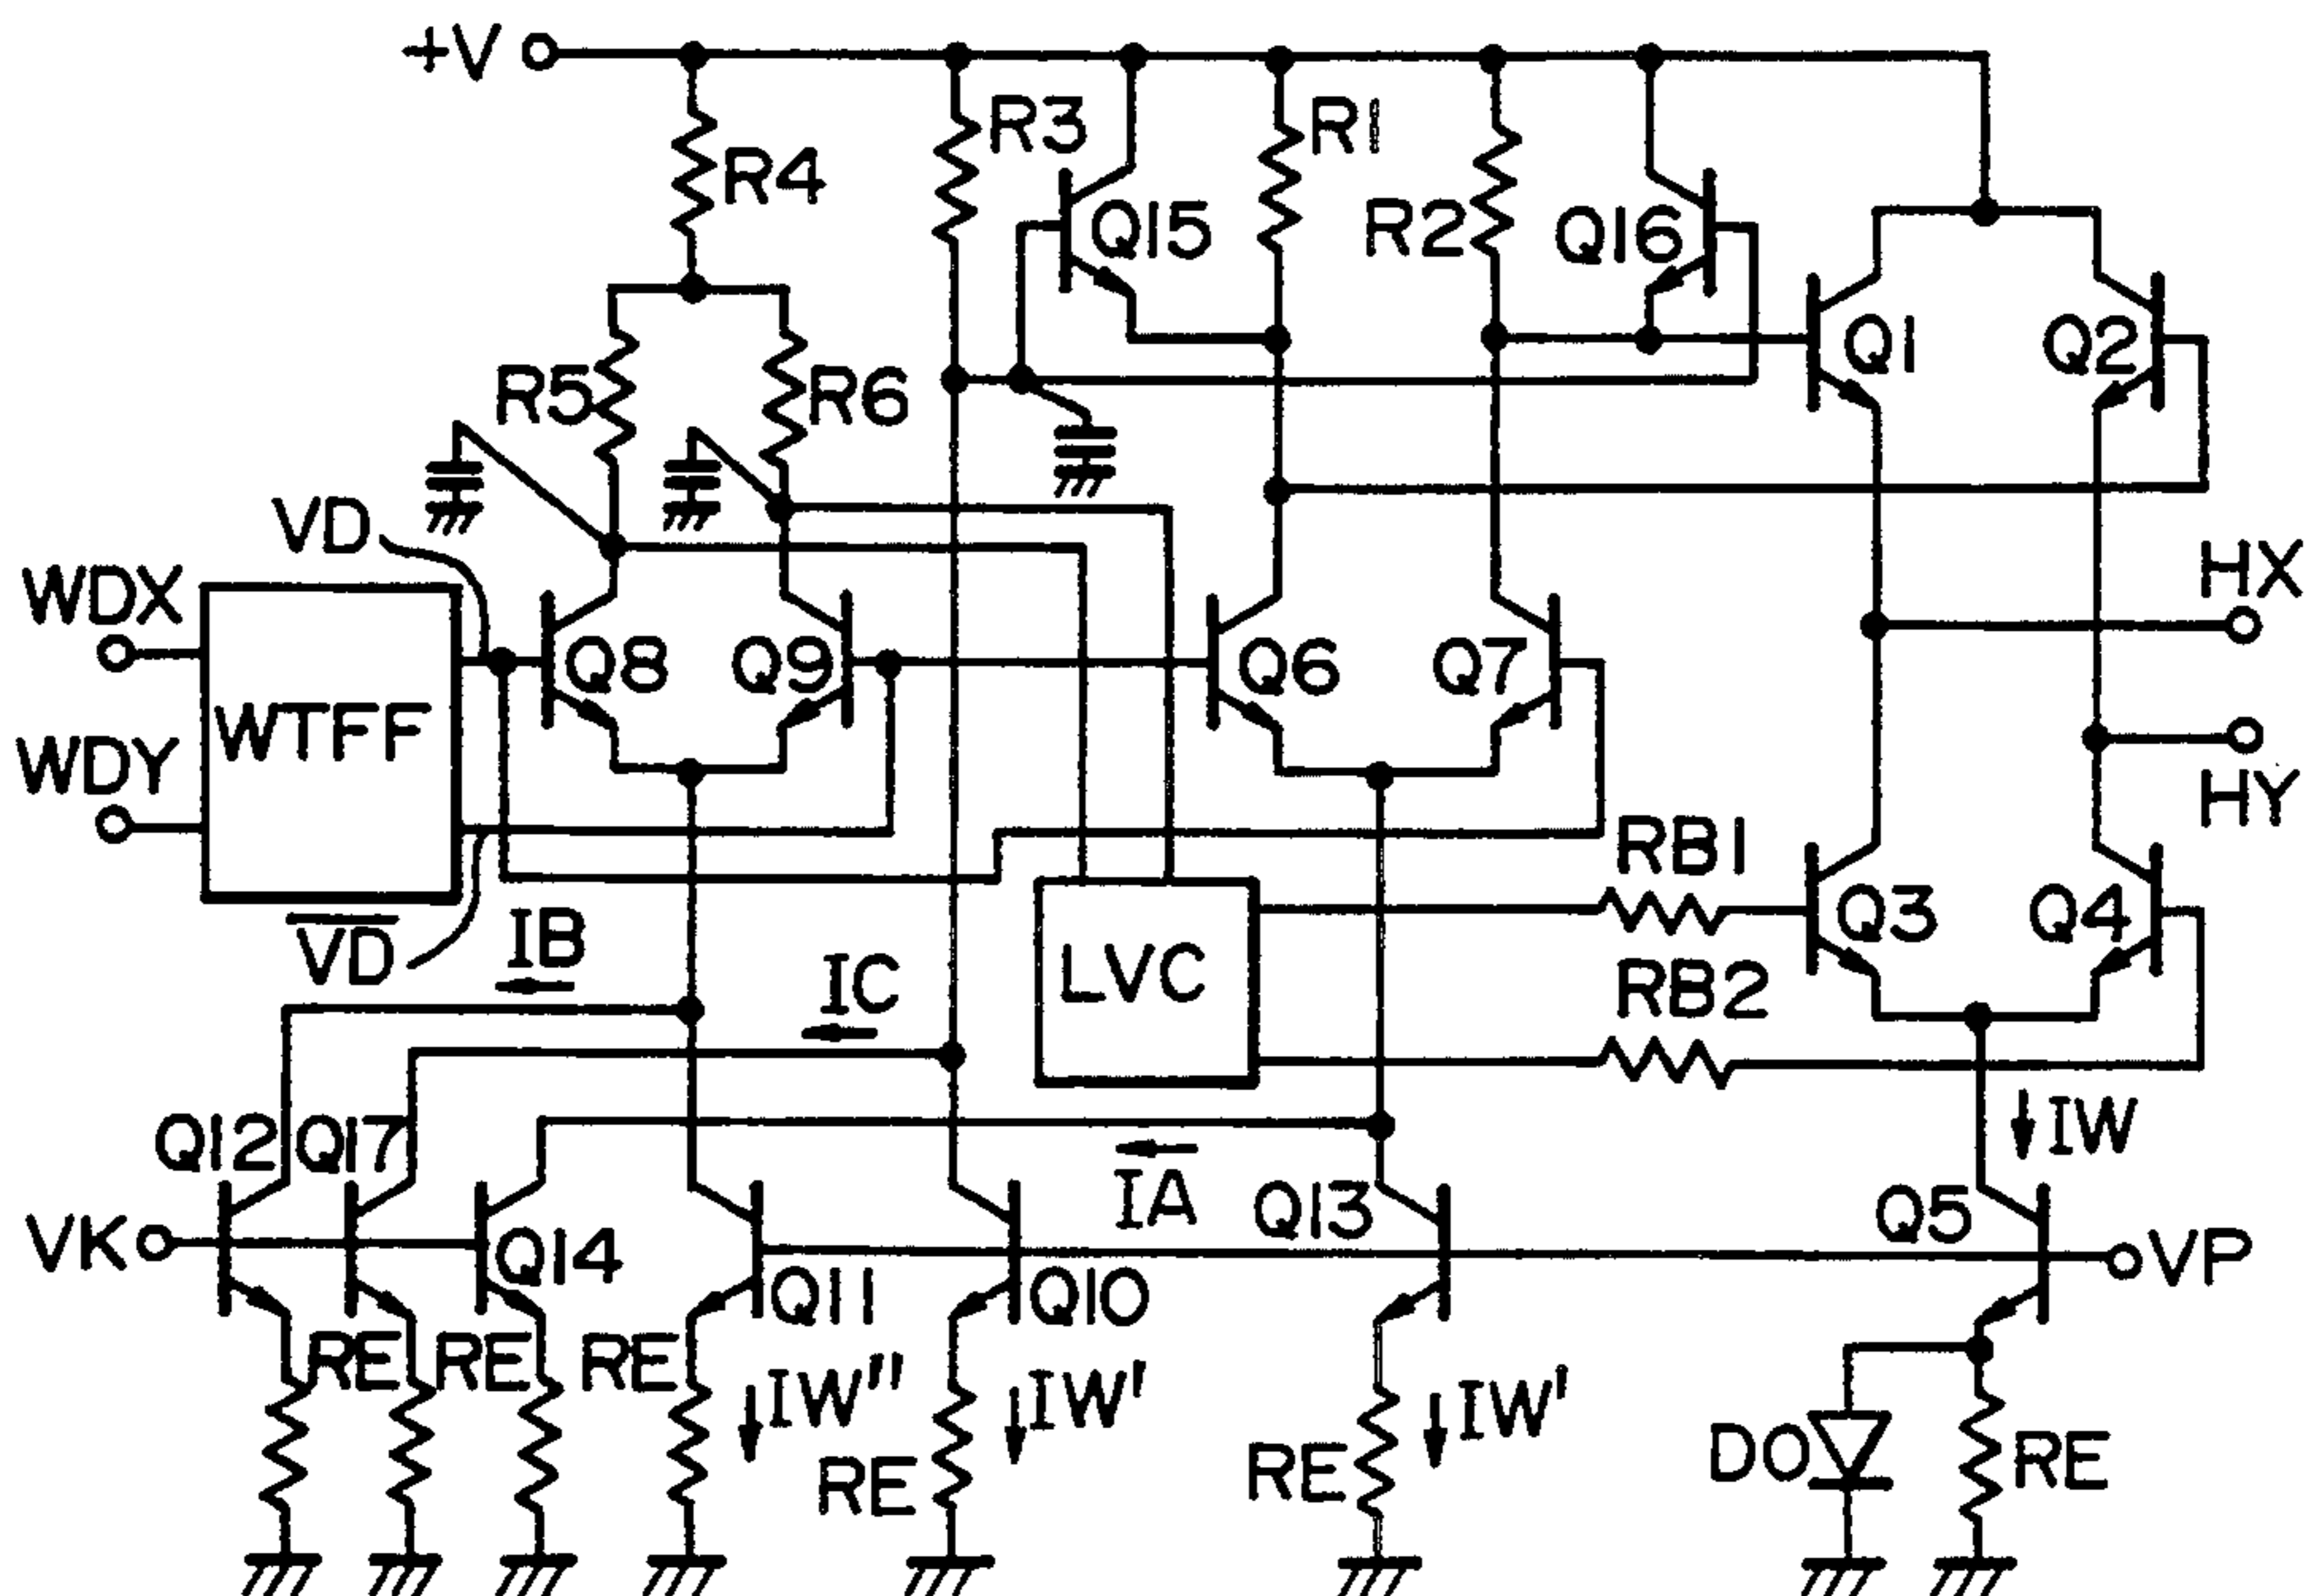 +V
R3
R1
R4
Q15
R2
Q16
R5
R6
Q1
Q2
VD
WDX
HX
Q8
Q9
Q6
Q7
WTFF
WDY
HY
RB1
VD
IB
IC
LVC
Q3
Q4
RB2
Q12
Q17
IA
IW
VK
Q14
Q11
Q10
Q13
Q5
VP
RE
RE
RE
IW"
IW'
IW'
RE
RE
DO
RE